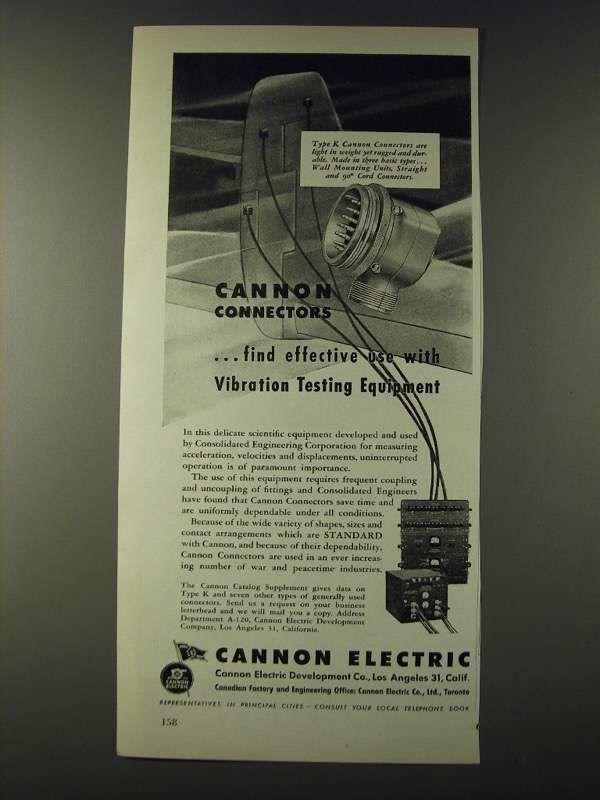 Type K Cannon Connectors are
light in weight yet rugged and dur-
able. Made in three basic types...
Wall Mounting Units, Straight
and 90° Cord Connectors.
CANNON
CONNECTORS
...find effective use with
Vibration Testing Equipment
In this delicate scientific equipment developed and used
by Consolidated Engineering Corporation for measuring
acceleration, velocities and displacements, uninterrupted
operation is of paramount importance.
The use of this equipment requires frequent coupling
and uncoupling of fittings and Consolidated Engineers
have found that Cannon Connectors save time and
are uniformly dependable under all conditions.
Because of the wide variety of shapes, sizes and
contact arrangements which are STANDARD
with Cannon, and because of their dependability,
Cannon Connectors are used in an ever increas-
ing number of war and peacetime industries.
The Cannon Catalog Supplement gives data on
Type K and seven other types of generally used
connectors. Send us a request on your business
letterhead and we will mail you a copy. Address
Department A-120, Cannon Electric Development
Company, Los Angeles 31, California.
CANNON
ELECTRIC
CANNON ELECTRIC
Cannon Electric Development Co., Los Angeles 31, Calif.
Canadian Factory and Engineering Office: Cannon Electric Co., Ltd., Toronto
REPRESENTATIVES IN PRINCIPAL CITIES — CONSULT YOUR LOCAL TELEPHONE BOOK
158